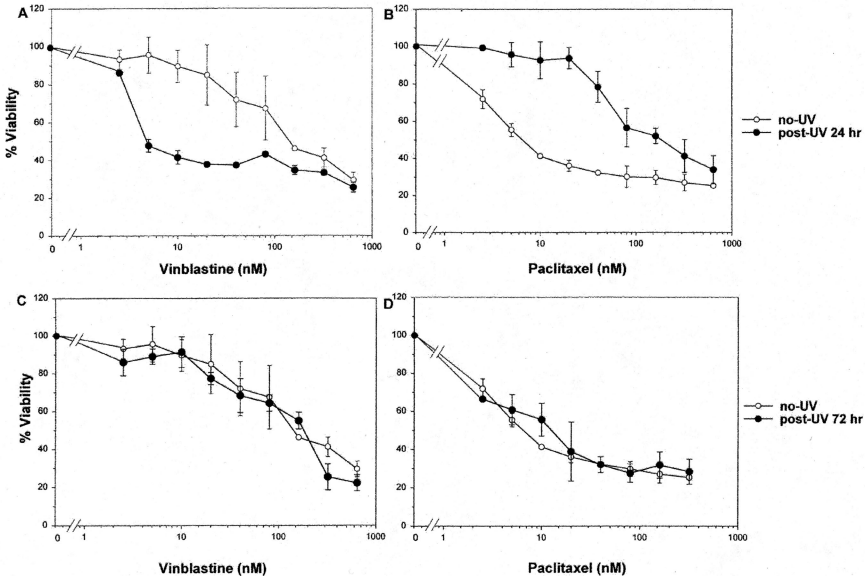 A
120
100
80
60
40
20
0
% Viability
0 1 10 100 1000
Vinblastine (nM)
B
120
100
80
60
40
20
0
0 1 10 100 1000
Paclitaxel (nM)
no-UV
post-UV 24 hr
C
120
100
80
60
40
20
0
% Viability
0 1 10 100 1000
Vinblastine (nM)
D
120
100
80
60
40
20
0
0 1 10 100 1000
Paclitaxel (nM)
no-UV
post-UV 72 hr